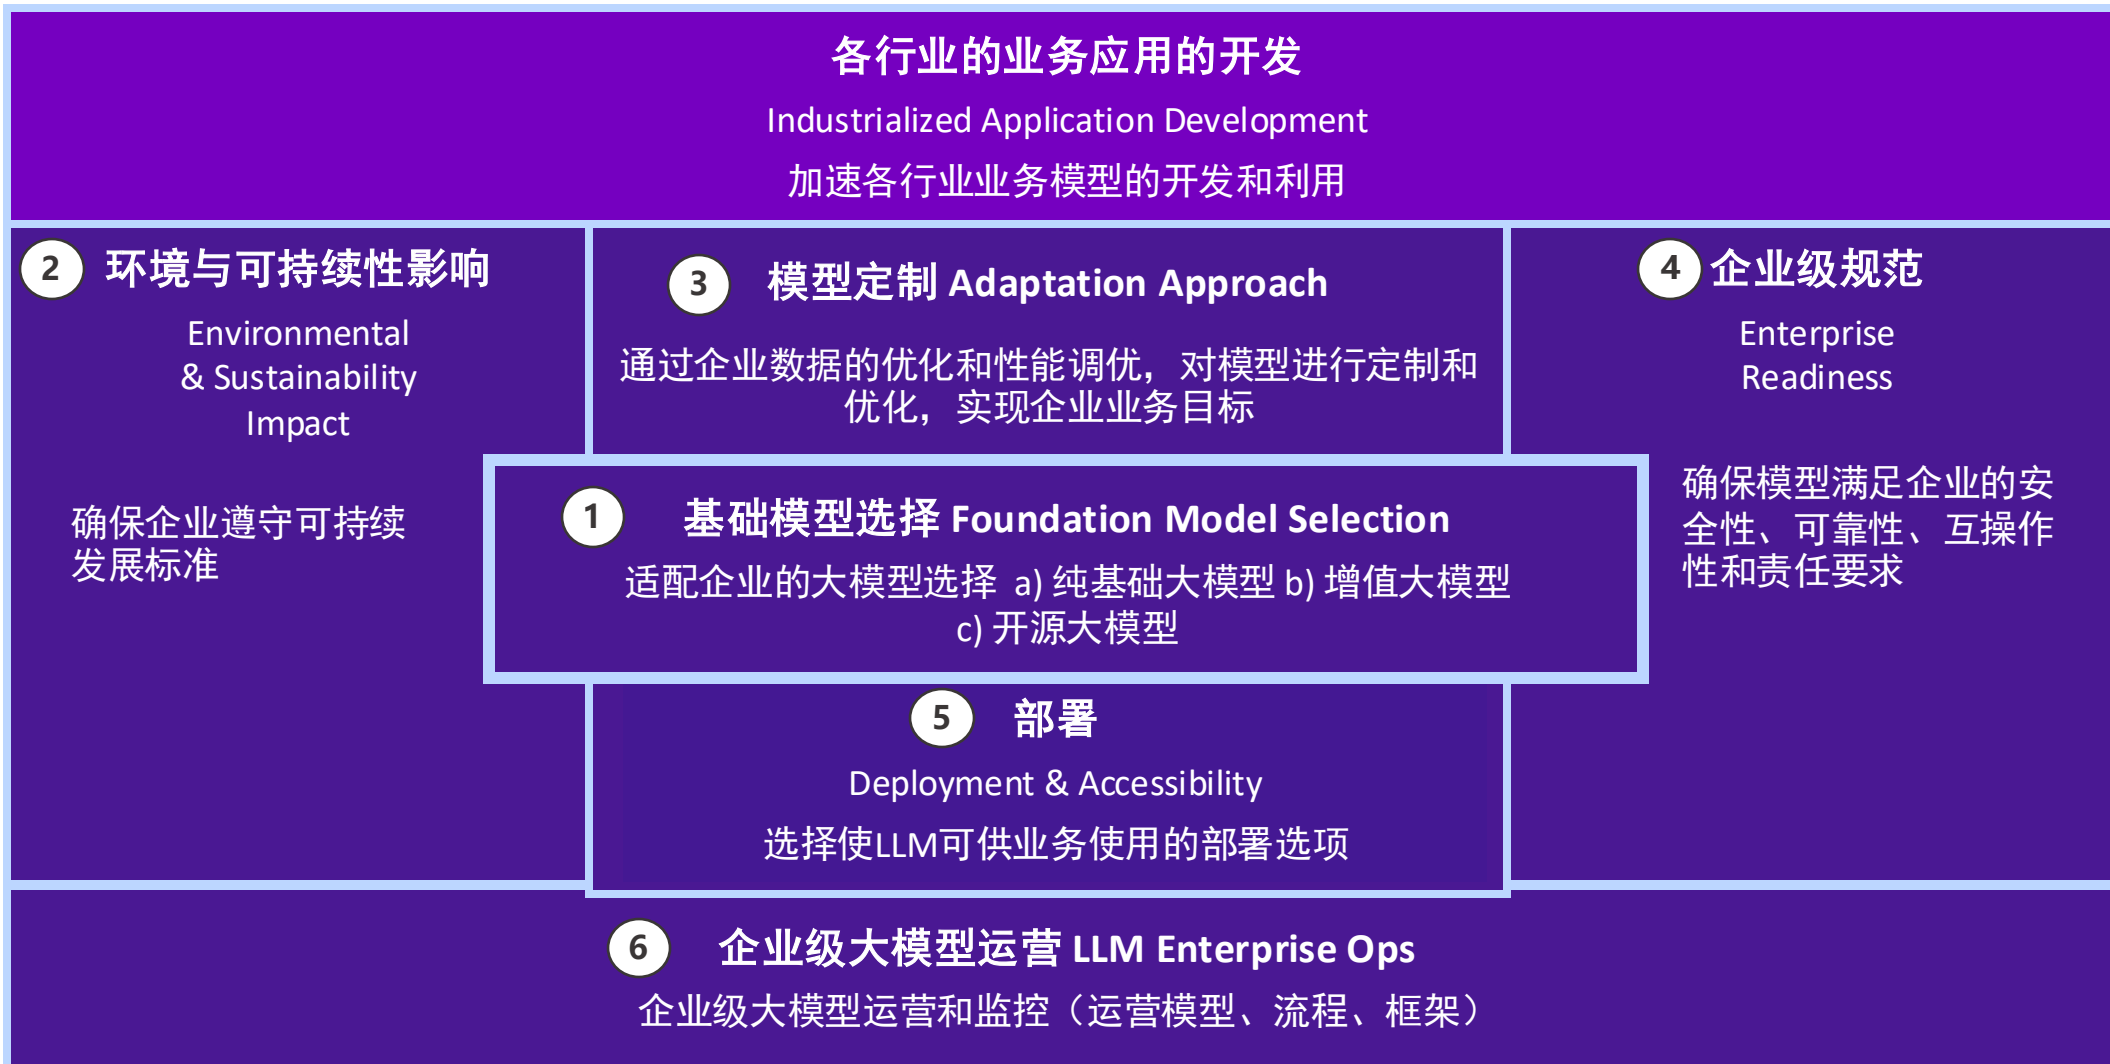 各行业的业务应用的开发
Industrialized Application Development
加速各行业业务模型的开发和利用
2 环境与可持续性影响
Environmental
& Sustainability
Impact
确保企业遵守可持续
发展标准
3 模型定制 Adaptation Approach
通过企业数据的优化和性能调优，对模型进行定制和
优化，实现企业业务目标
4 企业级规范
Enterprise
Readiness
确保模型满足企业的安
全性、可靠性、互操作
性和责任要求
1 基础模型选择 Foundation Model Selection
适配企业的大模型选择 a) 纯基础大模型 b) 增值大模型
c) 开源大模型
5 部署
Deployment & Accessibility
选择使LLM可供业务使用的部署选项
6 企业级大模型运营 LLM Enterprise Ops
企业级大模型运营和监控（运营模型、流程、框架）